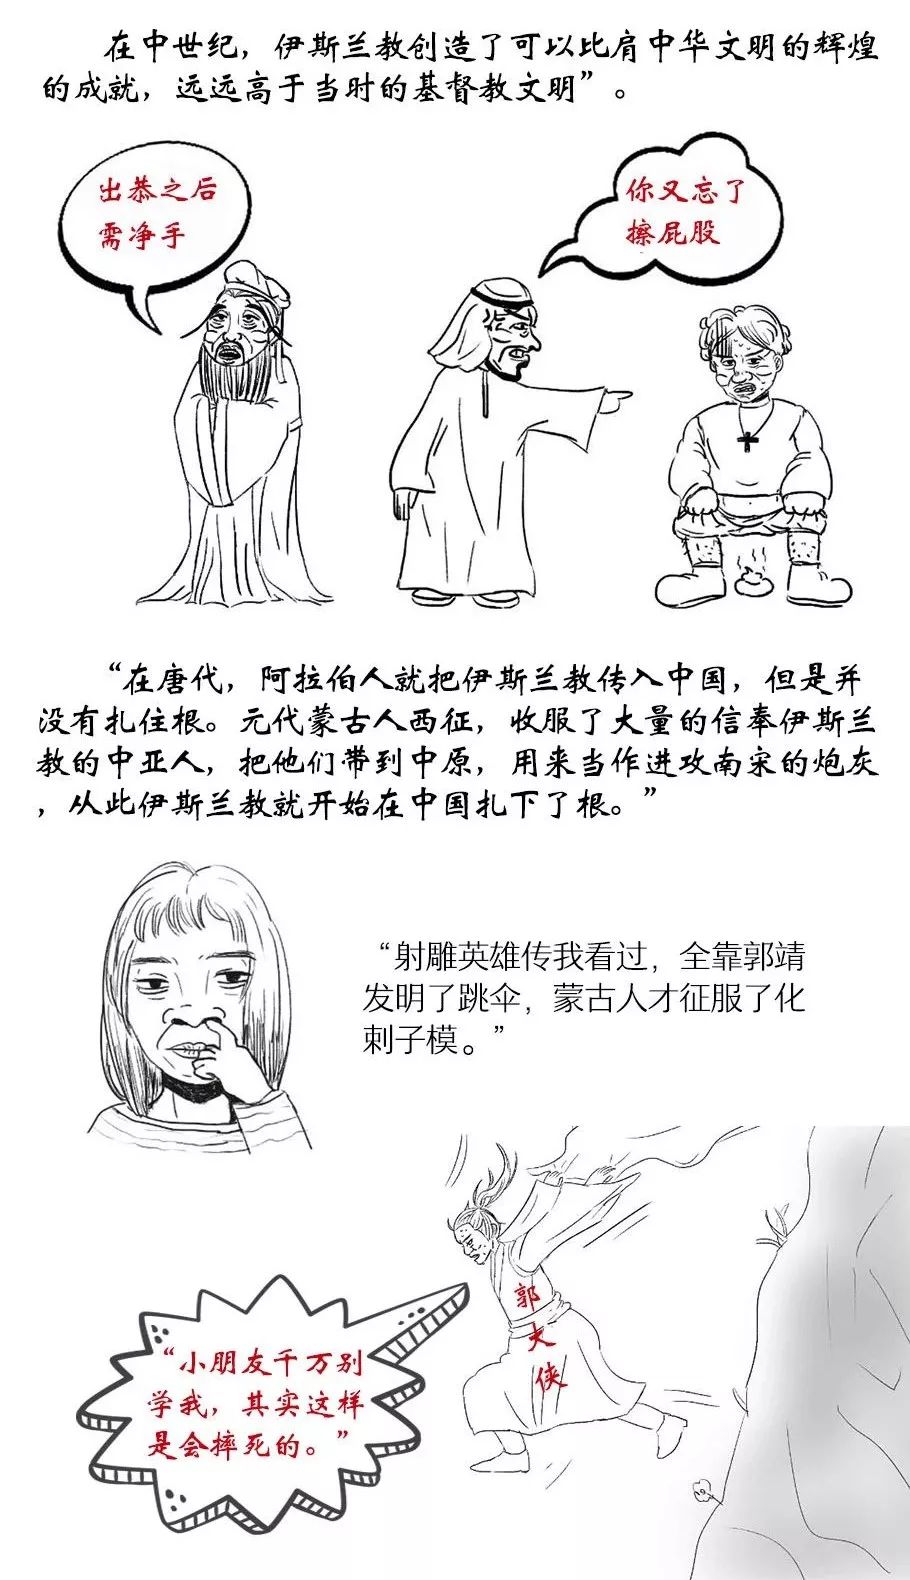 在中世纪，伊斯兰教创造了可以比肩中华文明的辉煌
的成就，远远高于当时的基督教文明”。
出恭之后
需净手
你又忘了
擦屁股
“在唐代，阿拉伯人就把伊斯兰教传入中国，但是并
没有扎住根。元代蒙古人西征，收服了大量的信奉伊斯兰
教的中亚人，把他们带到中原，用来当作进攻南宋的炮灰
，从此伊斯兰教就开始在中国扎下了根。”
“射雕英雄传我看过，全靠郭靖
发明了跳伞，蒙古人才征服了化
刺子模。”
郭
大
侠
“小朋友千万别
学我，其实这样
是会摔死的。”